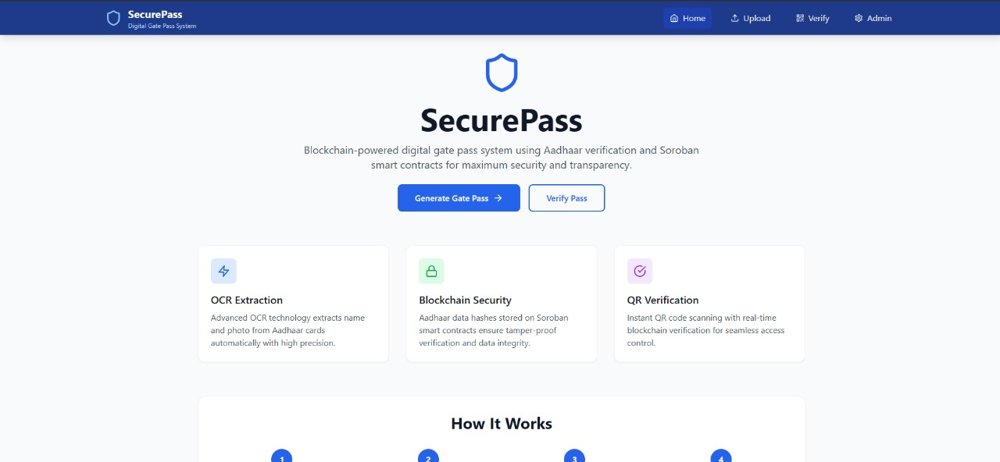 SecurePass
Digital Gate Pass System
Home
Upload
Verify
Admin
SecurePass
Blockchain-powered digital gate pass system using Aadhaar verification and Soroban
smart contracts for maximum security and transparency.
Generate Gate Pass →
Verify Pass
OCR Extraction
Advanced OCR technology extracts name
and photo from Aadhaar cards
automatically with high precision.
Blockchain Security
Aadhaar data hashes stored on Soroban
smart contracts ensure tamper-proof
verification and data integrity.
QR Verification
Instant QR code scanning with real-time
blockchain verification for seamless access
control.
How It Works
1
2
3
4